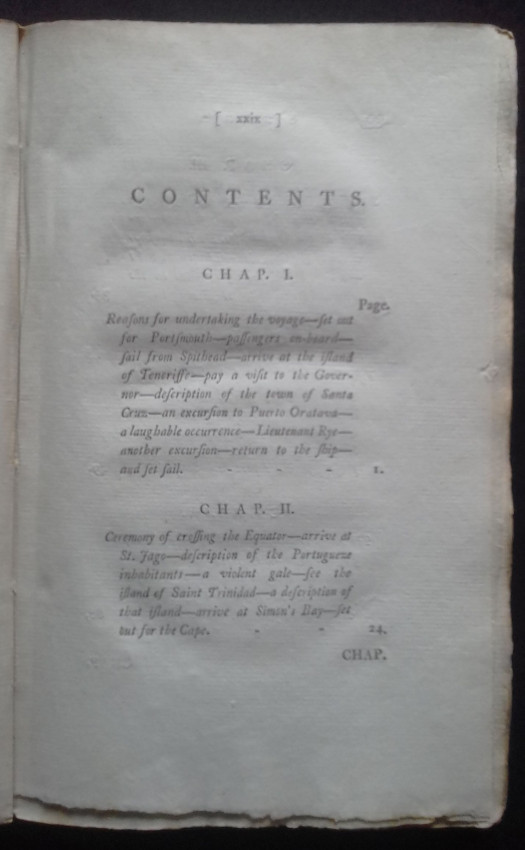 [ xxix ]
CONTENTS.
CHAP. I.
Page.
Reaſons for undertaking the voyage—ſet out
for Portſmouth—paſſengers on-board—
ſail from Spithead—arrive at the iſland
of Teneriffe—pay a viſit to the Gover-
nor—deſcription of the town of Santa
Cruz—an excurſion to Puerto Oratava—
a laughable occurrence—Lieutenant Rye—
another excurſion—return to the ſhip—
and ſet ſail. - - - 1.
CHAP. II.
Ceremony of croſſing the Equator—arrive at
St. Jago—deſcription of the Portugueze
inhabitants—a violent gale—ſee the
iſland of Saint Trinidad—a deſcription of
that iſland—arrive at Simon's Bay—ſet
out for the Cape. - - 24.
CHAP.